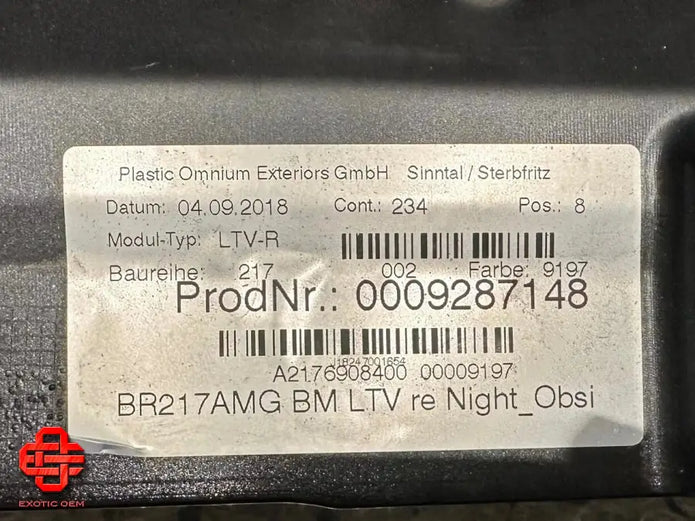 Plastic Omnium Exteriors GmbH Sinntal / Sterbfritz
Datum: 04.09.2018 Cont.: 234 Pos.: 8
Modul-Typ: LTV-R
Baureihe: 217 002 Farbe: 9197
ProdNr.: 0009287148
J18247001654
A2176908400 00009197
BR217AMG BM LTV re Night_Obsi
EXOTIC OEM